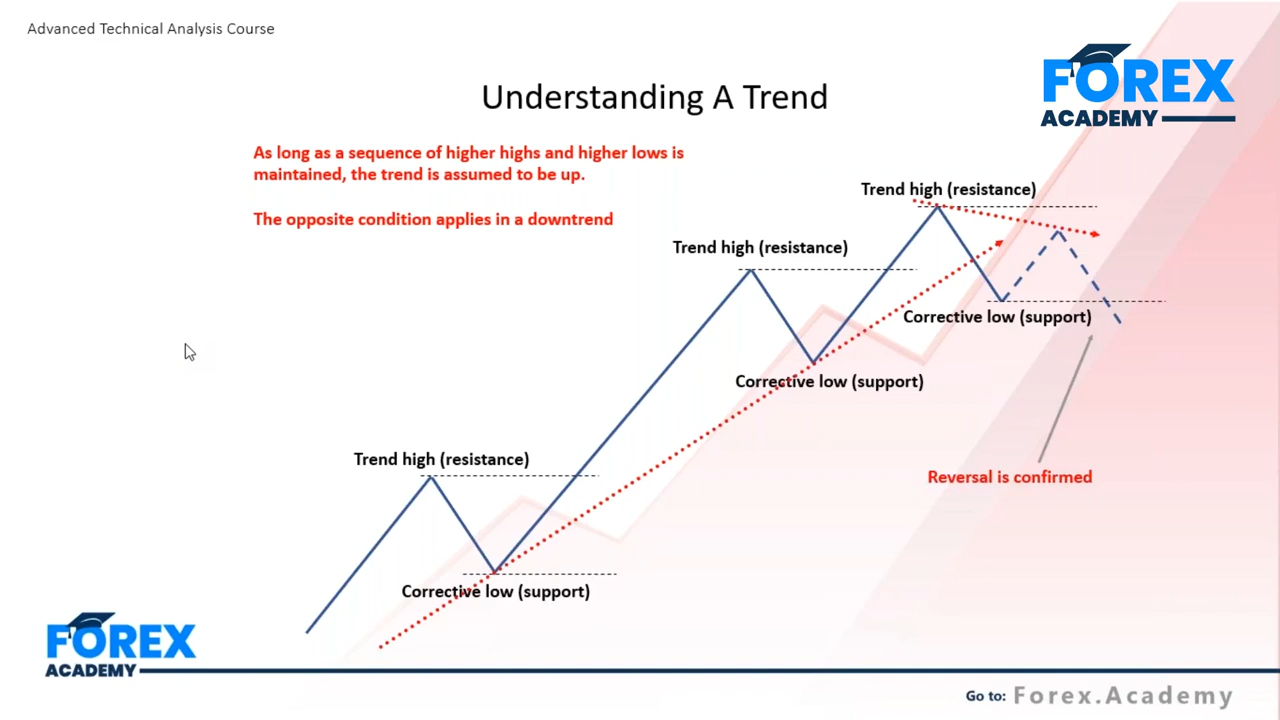 Advanced Technical Analysis Course
FOREX
ACADEMY
Understanding A Trend
As long as a sequence of higher highs and higher lows is
maintained, the trend is assumed to be up.
The opposite condition applies in a downtrend
Trend high (resistance)
Trend high (resistance)
Corrective low (support)
Corrective low (support)
Trend high (resistance)
Reversal is confirmed
Corrective low (support)
FOREX
ACADEMY
Go to: Forex.Academy